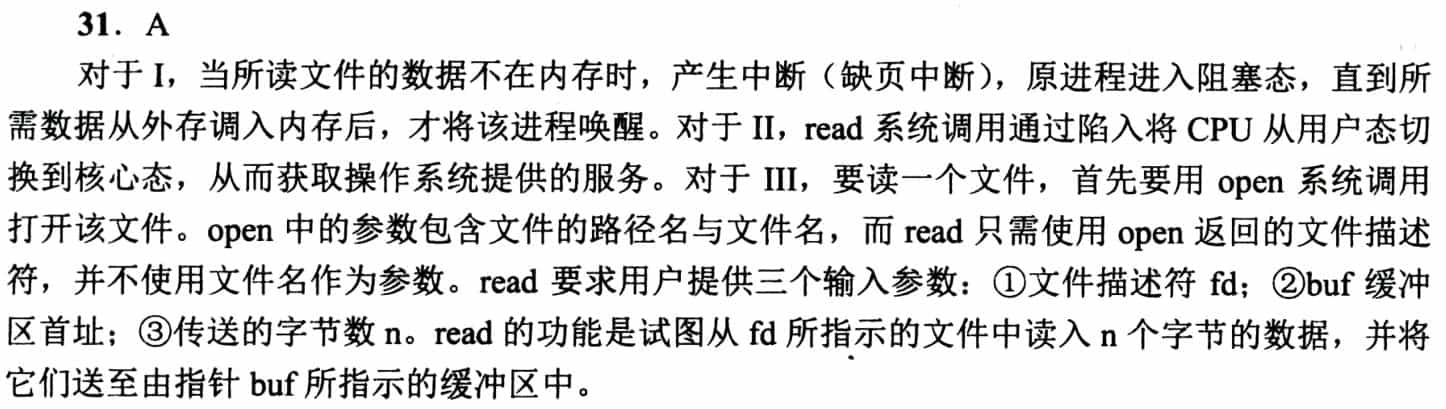 31. A
对于 I，当所读文件的数据不在内存时，产生中断（缺页中断），原进程进入阻塞态，直到所
需数据从外存调入内存后，才将该进程唤醒。对于 II，read 系统调用通过陷入将 CPU 从用户态切
换到核心态，从而获取操作系统提供的服务。对于 III，要读一个文件，首先要用 open 系统调用
打开该文件。open 中的参数包含文件的路径名与文件名，而 read 只需使用 open 返回的文件描述
符，并不使用文件名作为参数。read 要求用户提供三个输入参数：①文件描述符 fd；②buf 缓冲
区首址；③传送的字节数 n。read 的功能是试图从 fd 所指示的文件中读入 n 个字节的数据，并将
它们送至由指针 buf 所指示的缓冲区中。